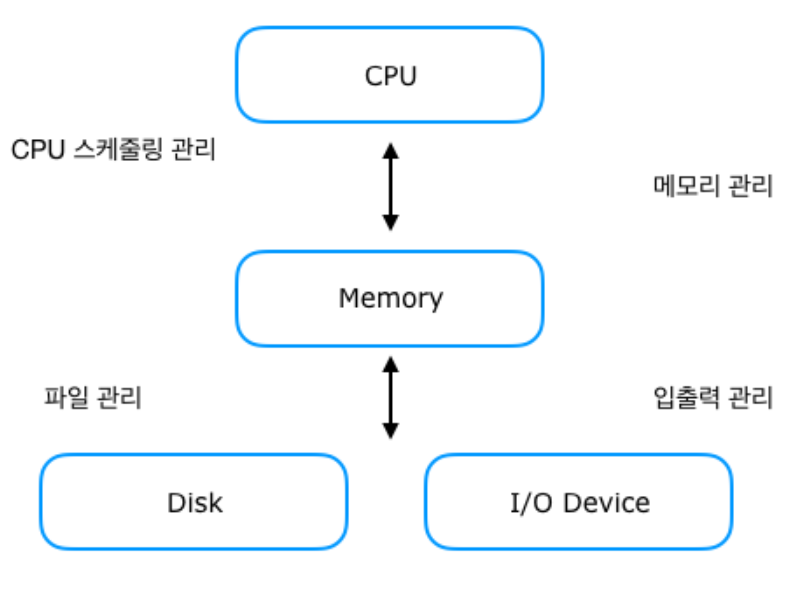 CPU
CPU 스케줄링 관리
메모리 관리
Memory
파일 관리
입출력 관리
Disk
I/O Device